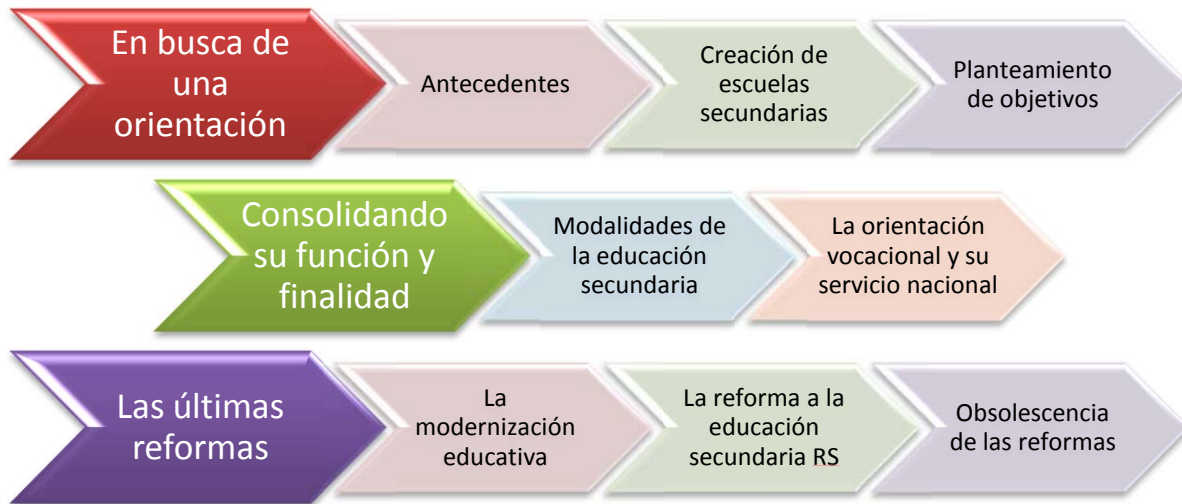 En busca de
una
orientación
Antecedentes
Creación de
escuelas
secundarias
Planteamiento
de objetivos
Consolidando
su función y
finalidad
Modalidades de
la educación
secundaria
La orientación
vocacional y su
servicio nacional
Las últimas
reformas
La
modernización
educativa
La reforma a la
educación
secundaria RS
Obsolescencia
de las reformas